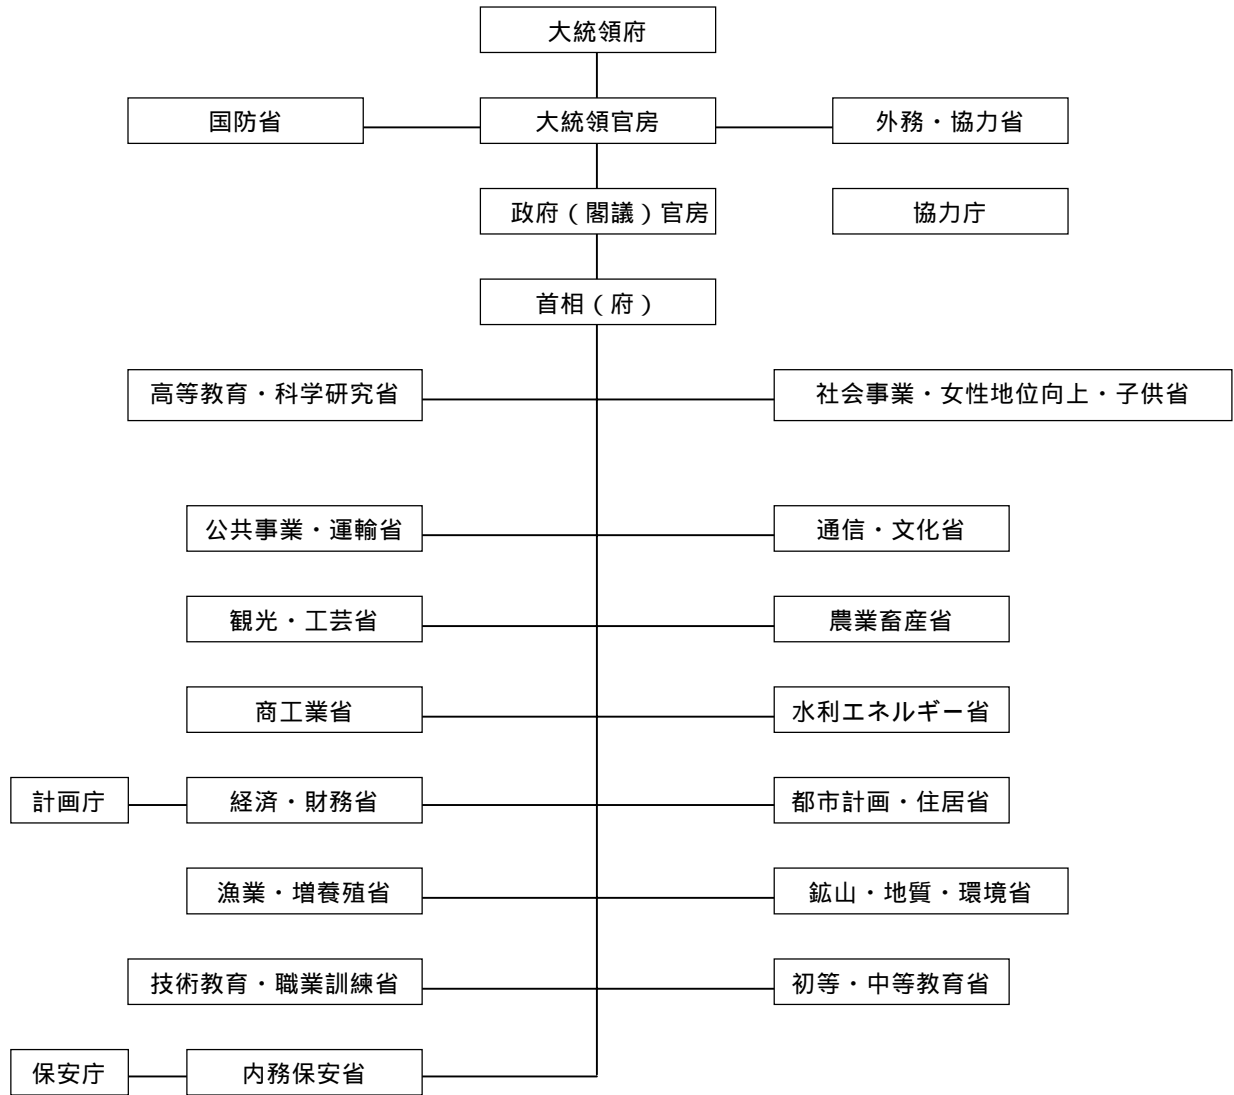 大統領府
国防省
大統領官房
外務・協力省
政府（閣議）官房
協力庁
首相（府）
高等教育・科学研究省
社会事業・女性地位向上・子供省
公共事業・運輸省
通信・文化省
観光・工芸省
農業畜産省
商工業省
水利エネルギー省
計画庁
経済・財務省
都市計画・住居省
漁業・増養殖省
鉱山・地質・環境省
技術教育・職業訓練省
初等・中等教育省
保安庁
内務保安省